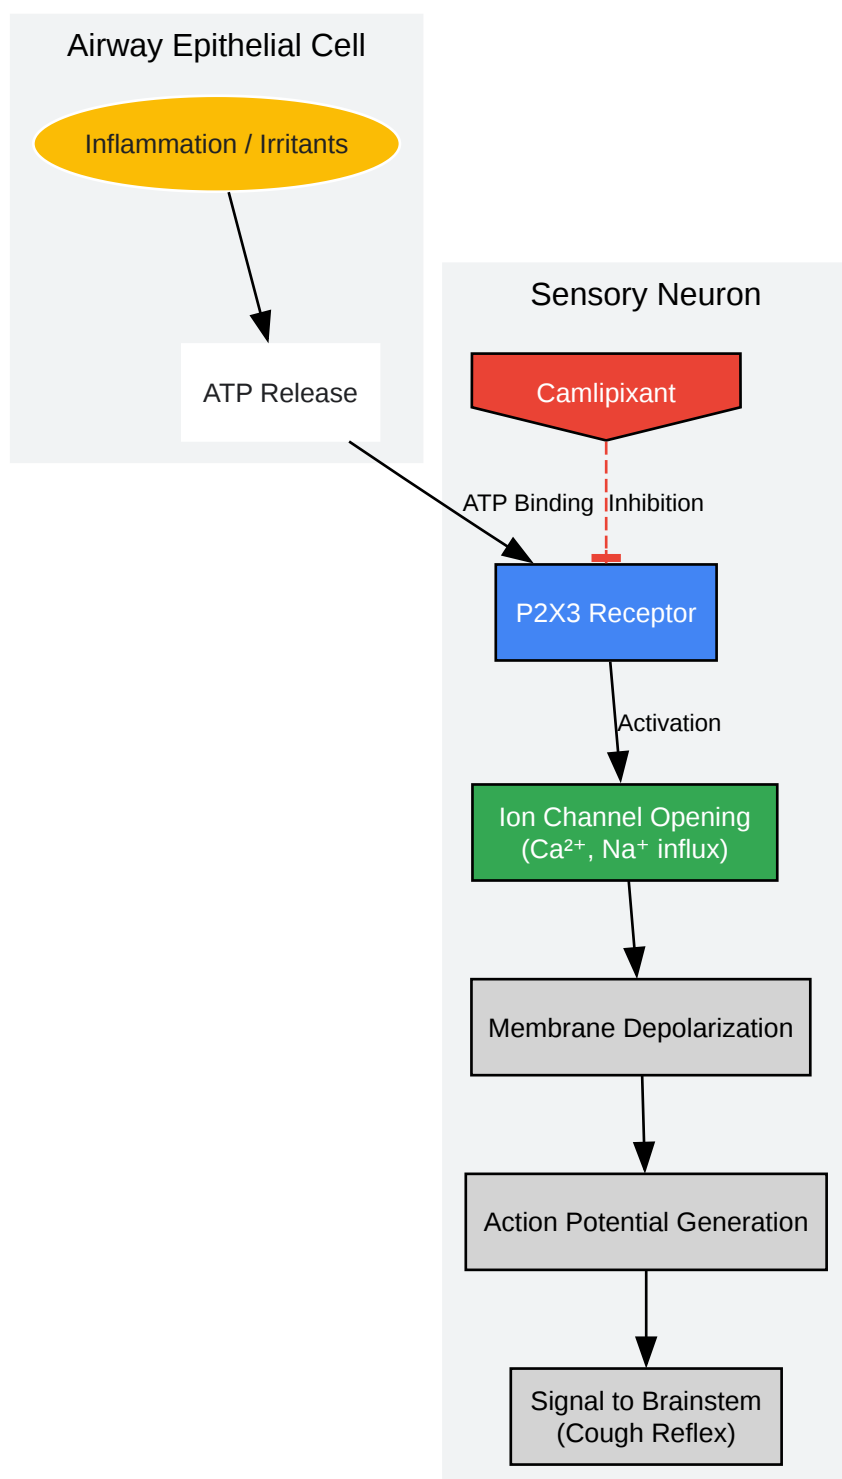 Airway Epithelial Cell
Inflammation / Irritants
ATP Release
Sensory Neuron
Camlipixant
ATP Binding
Inhibition
P2X3 Receptor
Activation
Ion Channel Opening
(Ca²⁺, Na⁺ influx)
Membrane Depolarization
Action Potential Generation
Signal to Brainstem
(Cough Reflex)